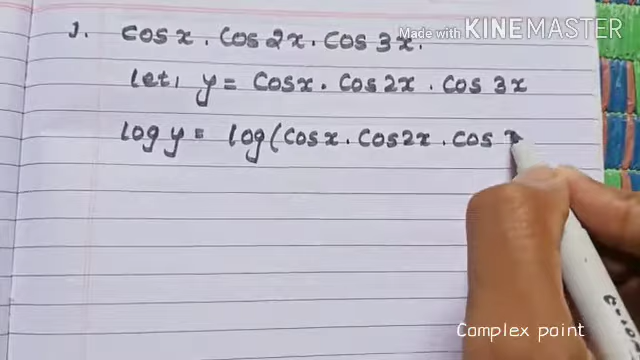 1. cos x . cos 2x . cos 3x.
Made with KINEMASTER
let, y = cos x . cos 2x . cos 3x
log y = log (cos x . cos 2x . cos
Complex point